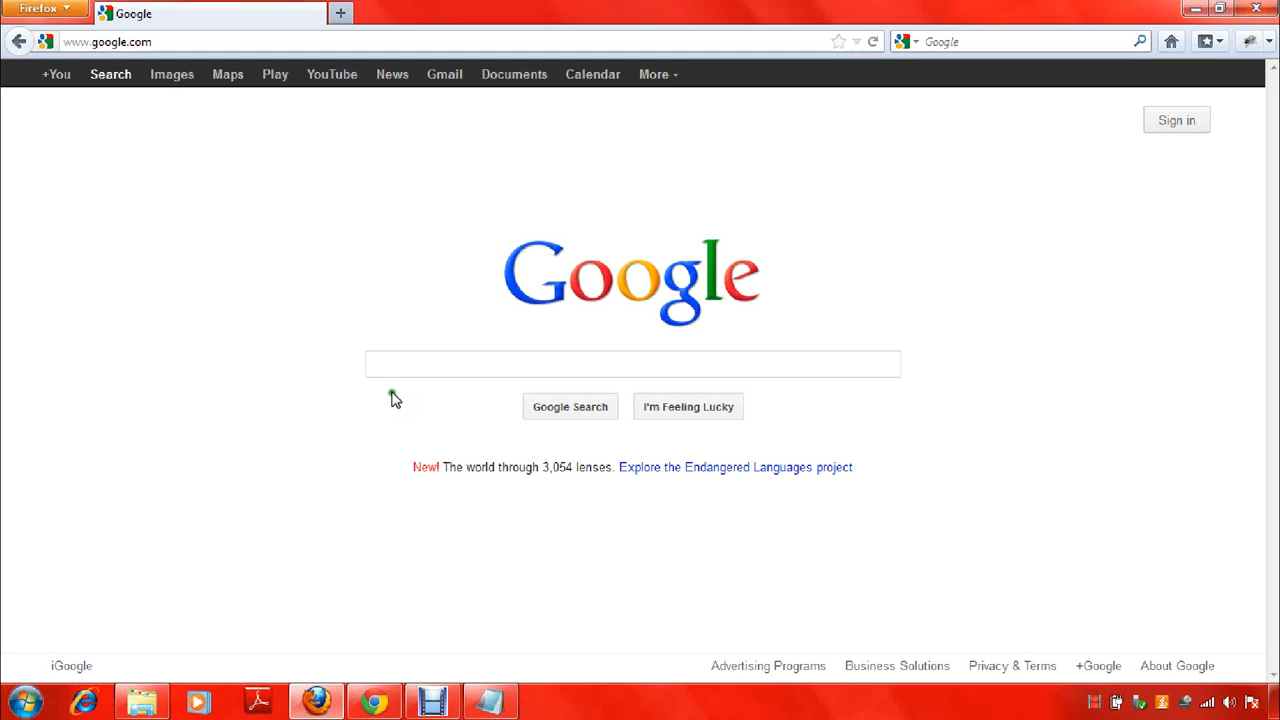 Firefox
Google
www.google.com
Google
+You Search Images Maps Play YouTube News Gmail Documents Calendar More
Sign in
Google
Google Search I'm Feeling Lucky
New! The world through 3,054 lenses. Explore the Endangered Languages project
iGoogle Advertising Programs Business Solutions Privacy & Terms +Google About Google